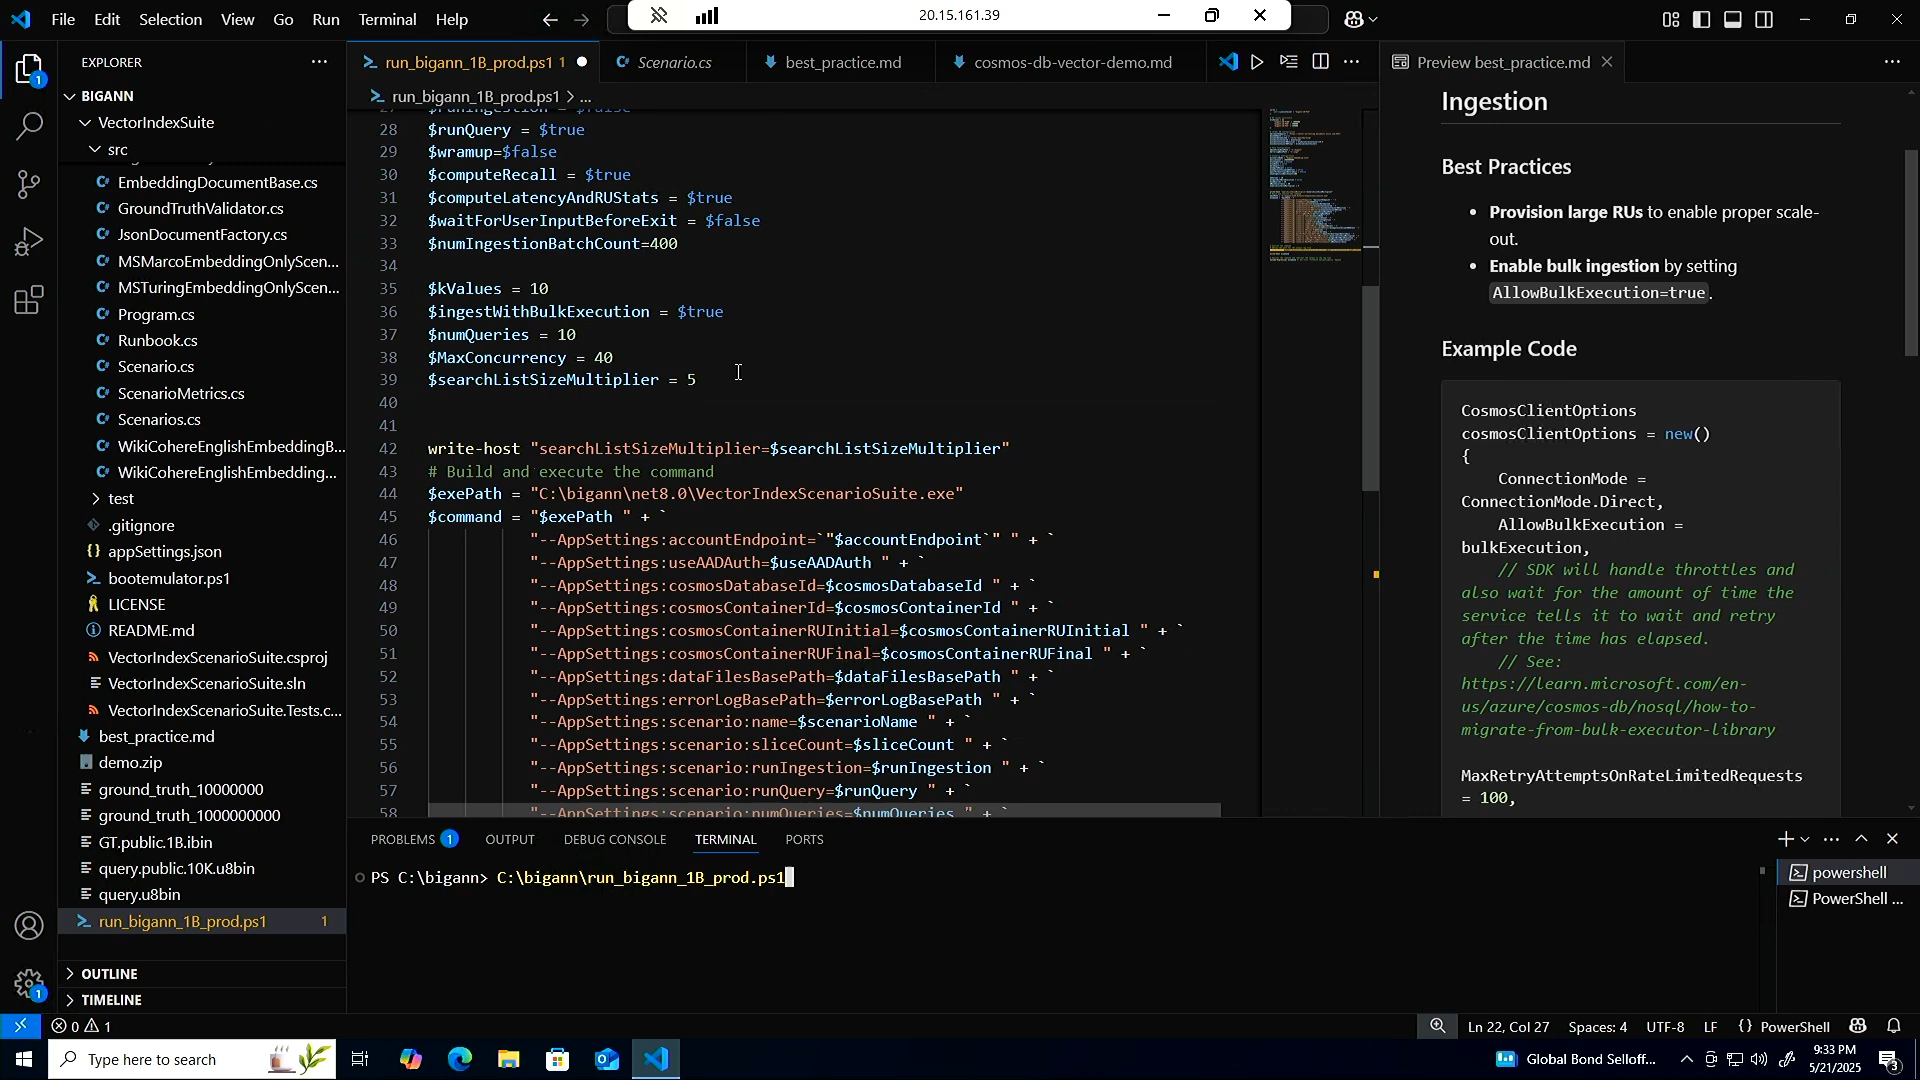 File Edit Selection View Go Run Terminal Help
20.15.161.39
EXPLORER
BIGANN
VectorIndexSuite
src
EmbeddingDocumentBase.cs
GroundTruthValidator.cs
JsonDocumentFactory.cs
MSMarcoEmbeddingOnlyScen...
MSTuringEmbeddingOnlyScen...
Program.cs
Runbook.cs
Scenario.cs
ScenarioMetrics.cs
Scenarios.cs
WikiCohereEnglishEmbeddingB...
WikiCohereEnglishEmbedding...
test
.gitignore
appSettings.json
bootemulator.ps1
LICENSE
README.md
VectorIndexScenarioSuite.csproj
VectorIndexScenarioSuite.sln
VectorIndexScenarioSuite.Tests.c...
best_practice.md
demo.zip
ground_truth_10000000
ground_truth_1000000000
GT.public.1B.ibin
query.public.10K.u8bin
query.u8bin
run_bigann_1B_prod.ps1 1
OUTLINE
TIMELINE
run_bigann_1B_prod.ps1 1
Scenario.cs
best_practice.md
cosmos-db-vector-demo.md
run_bigann_1B_prod.ps1 > ...
27 $runIngestion = $false
28 $runQuery = $true
29 $wramup=$false
30 $computeRecall = $true
31 $computeLatencyAndRUStats = $true
32 $waitForUserInputBeforeExit = $false
33 $numIngestionBatchCount=400
34
35 $kValues = 10
36 $ingestWithBulkExecution = $true
37 $numQueries = 10
38 $MaxConcurrency = 40
39 $searchListSizeMultiplier = 5
40
41
42 write-host "searchListSizeMultiplier=$searchListSizeMultiplier"
43 # Build and execute the command
44 $exePath = "C:\bigann\net8.0\VectorIndexScenarioSuite.exe"
45 $command = "$exePath " + `
46 "--AppSettings:accountEndpoint=`"$accountEndpoint`" " + `
47 "--AppSettings:useAADAuth=$useAADAuth " + `
48 "--AppSettings:cosmosDatabaseId=$cosmosDatabaseId " + `
49 "--AppSettings:cosmosContainerId=$cosmosContainerId " + `
50 "--AppSettings:cosmosContainerRUInitial=$cosmosContainerRUInitial " + `
51 "--AppSettings:cosmosContainerRUFinal=$cosmosContainerRUFinal " + `
52 "--AppSettings:dataFilesBasePath=$dataFilesBasePath " + `
53 "--AppSettings:errorLogBasePath=$errorLogBasePath " + `
54 "--AppSettings:scenario:name=$scenarioName " + `
55 "--AppSettings:scenario:sliceCount=$sliceCount " + `
56 "--AppSettings:scenario:runIngestion=$runIngestion " + `
57 "--AppSettings:scenario:runQuery=$runQuery " + `
58 "--AppSettings:scenario:numQueries=$numQueries " + `
Preview best_practice.md
Ingestion
Best Practices
• Provision large RUs to enable proper scale-
out.
• Enable bulk ingestion by setting
AllowBulkExecution=true.
Example Code
CosmosClientOptions
cosmosClientOptions = new()
{
ConnectionMode =
ConnectionMode.Direct,
AllowBulkExecution =
bulkExecution,
// SDK will handle throttles and
also wait for the amount of time the
service tells it to wait and retry
after the time has elapsed.
// See:
https://learn.microsoft.com/en-
us/azure/cosmos-db/nosql/how-to-
migrate-from-bulk-executor-library
MaxRetryAttemptsOnRateLimitedRequests
= 100,
PROBLEMS 1 OUTPUT DEBUG CONSOLE TERMINAL PORTS
PS C:\bigann> C:\bigann\run_bigann_1B_prod.ps1
powershell
PowerShell ...
0 1
Ln 22, Col 27 Spaces: 4 UTF-8 LF {} PowerShell
Type here to search
Global Bond Selloff...
9:33 PM
5/21/2025
3